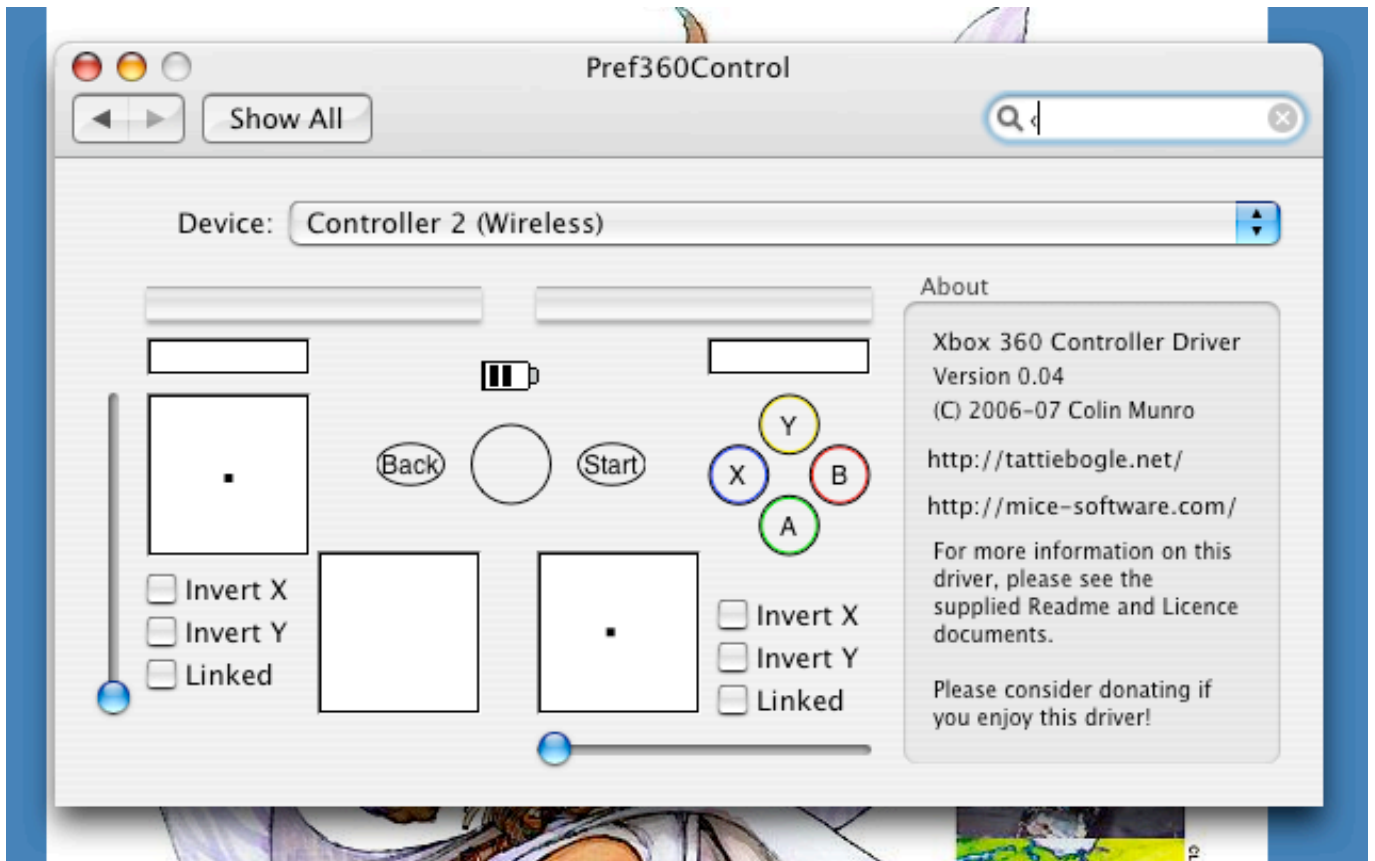 Pref360Control
Show All
‹
Device: Controller 2 (Wireless)
About
Xbox 360 Controller Driver
Version 0.04
(C) 2006-07 Colin Munro
http://tattiebogle.net/
http://mice-software.com/
For more information on this
driver, please see the
supplied Readme and Licence
documents.
Please consider donating if
you enjoy this driver!
Back
Start
Y
X
B
A
Invert X
Invert Y
Linked
Invert X
Invert Y
Linked